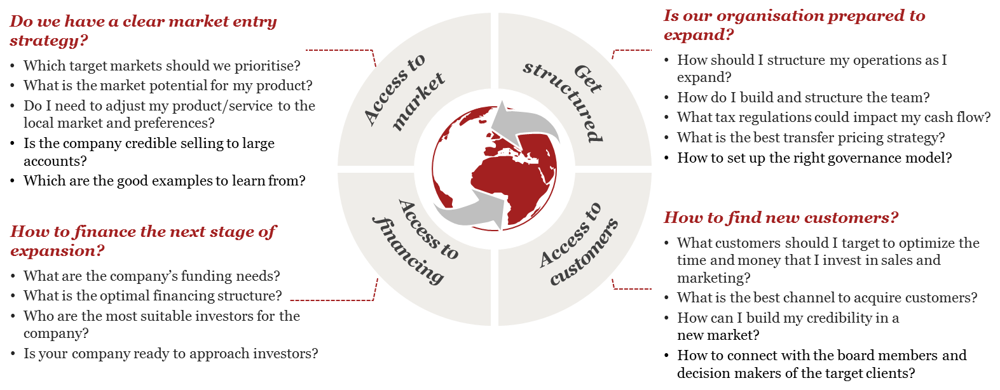 Do we have a clear market entry
strategy?
• Which target markets should we prioritise?
• What is the market potential for my product?
• Do I need to adjust my product/service to the
local market and preferences?
• Is the company credible selling to large
accounts?
• Which are the good examples to learn from?
How to finance the next stage of
expansion?
• What are the company’s funding needs?
• What is the optimal financing structure?
• Who are the most suitable investors for the
company?
• Is your company ready to approach investors?
Access to
market
Get
structured
Access to
financing
Access to
customers
Is our organisation prepared to
expand?
• How should I structure my operations as I
expand?
• How do I build and structure the team?
• What tax regulations could impact my cash flow?
• What is the best transfer pricing strategy?
• How to set up the right governance model?
How to find new customers?
• What customers should I target to optimize the
time and money that I invest in sales and
marketing?
• What is the best channel to acquire customers?
• How can I build my credibility in a
new market?
• How to connect with the board members and
decision makers of the target clients?